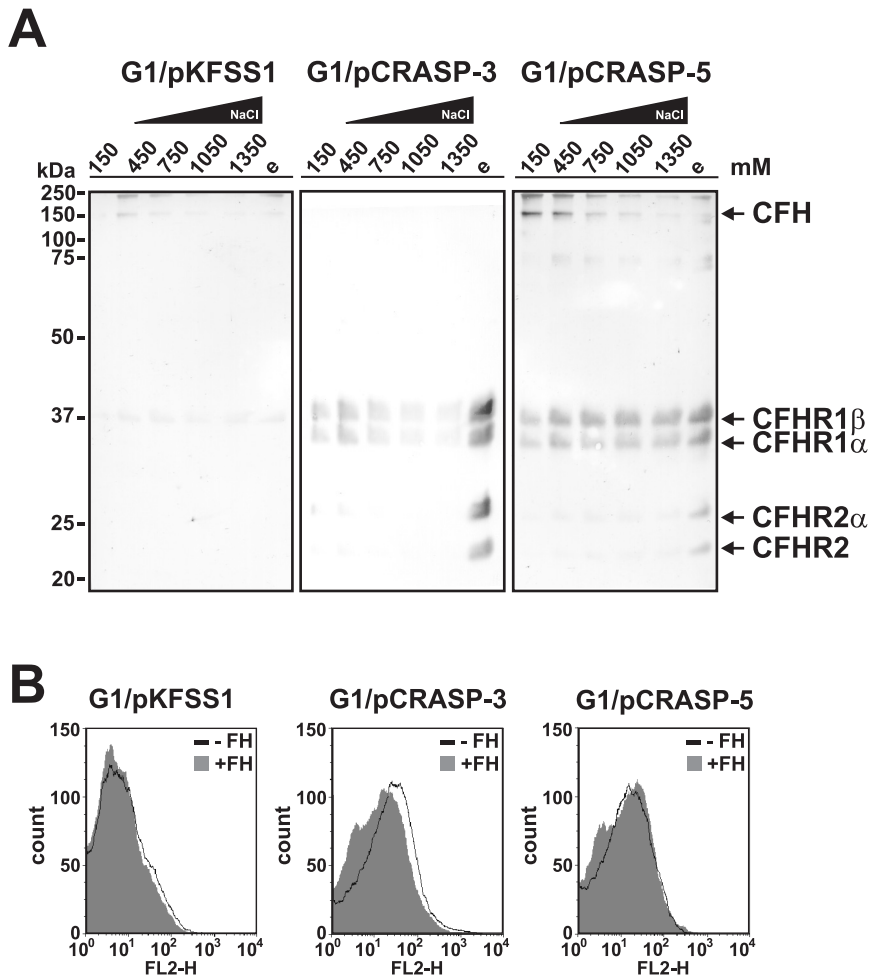 A
G1/pKFSS1 G1/pCRASP-3 G1/pCRASP-5
NaCl NaCl NaCl
kDa 150 450 750 1050 1350 e 150 450 750 1050 1350 e 150 450 750 1050 1350 e mM
250
150 CFH
100
75
50
37 CFHR1β
CFHR1α
25 CFHR2α
CFHR2
20
B
G1/pKFSS1 G1/pCRASP-3 G1/pCRASP-5
150 - FH 150 - FH 150 - FH
+FH +FH +FH
100 100 100
count count count
50 50 50
0 0 0
10⁰ 10¹ 10² 10³ 10⁴ 10⁰ 10¹ 10² 10³ 10⁴ 10⁰ 10¹ 10² 10³ 10⁴
FL2-H FL2-H FL2-H